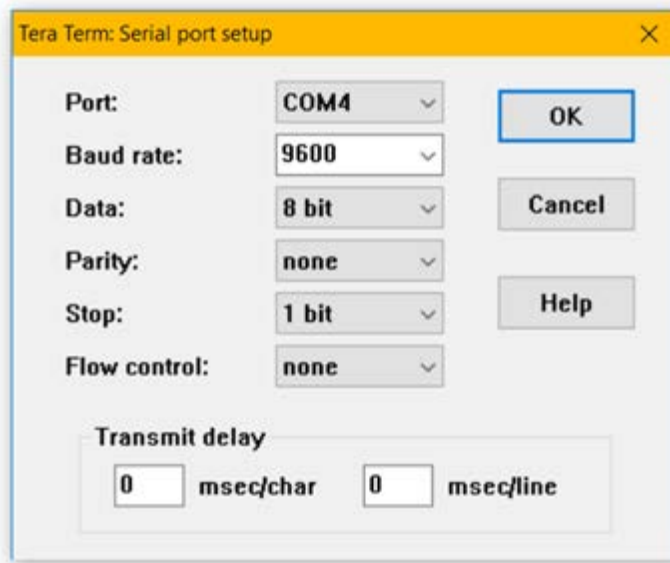 Tera Term: Serial port setup
Port: COM4
OK
Baud rate: 9600
Data: 8 bit
Cancel
Parity: none
Stop: 1 bit
Help
Flow control: none
Transmit delay
0 msec/char 0 msec/line